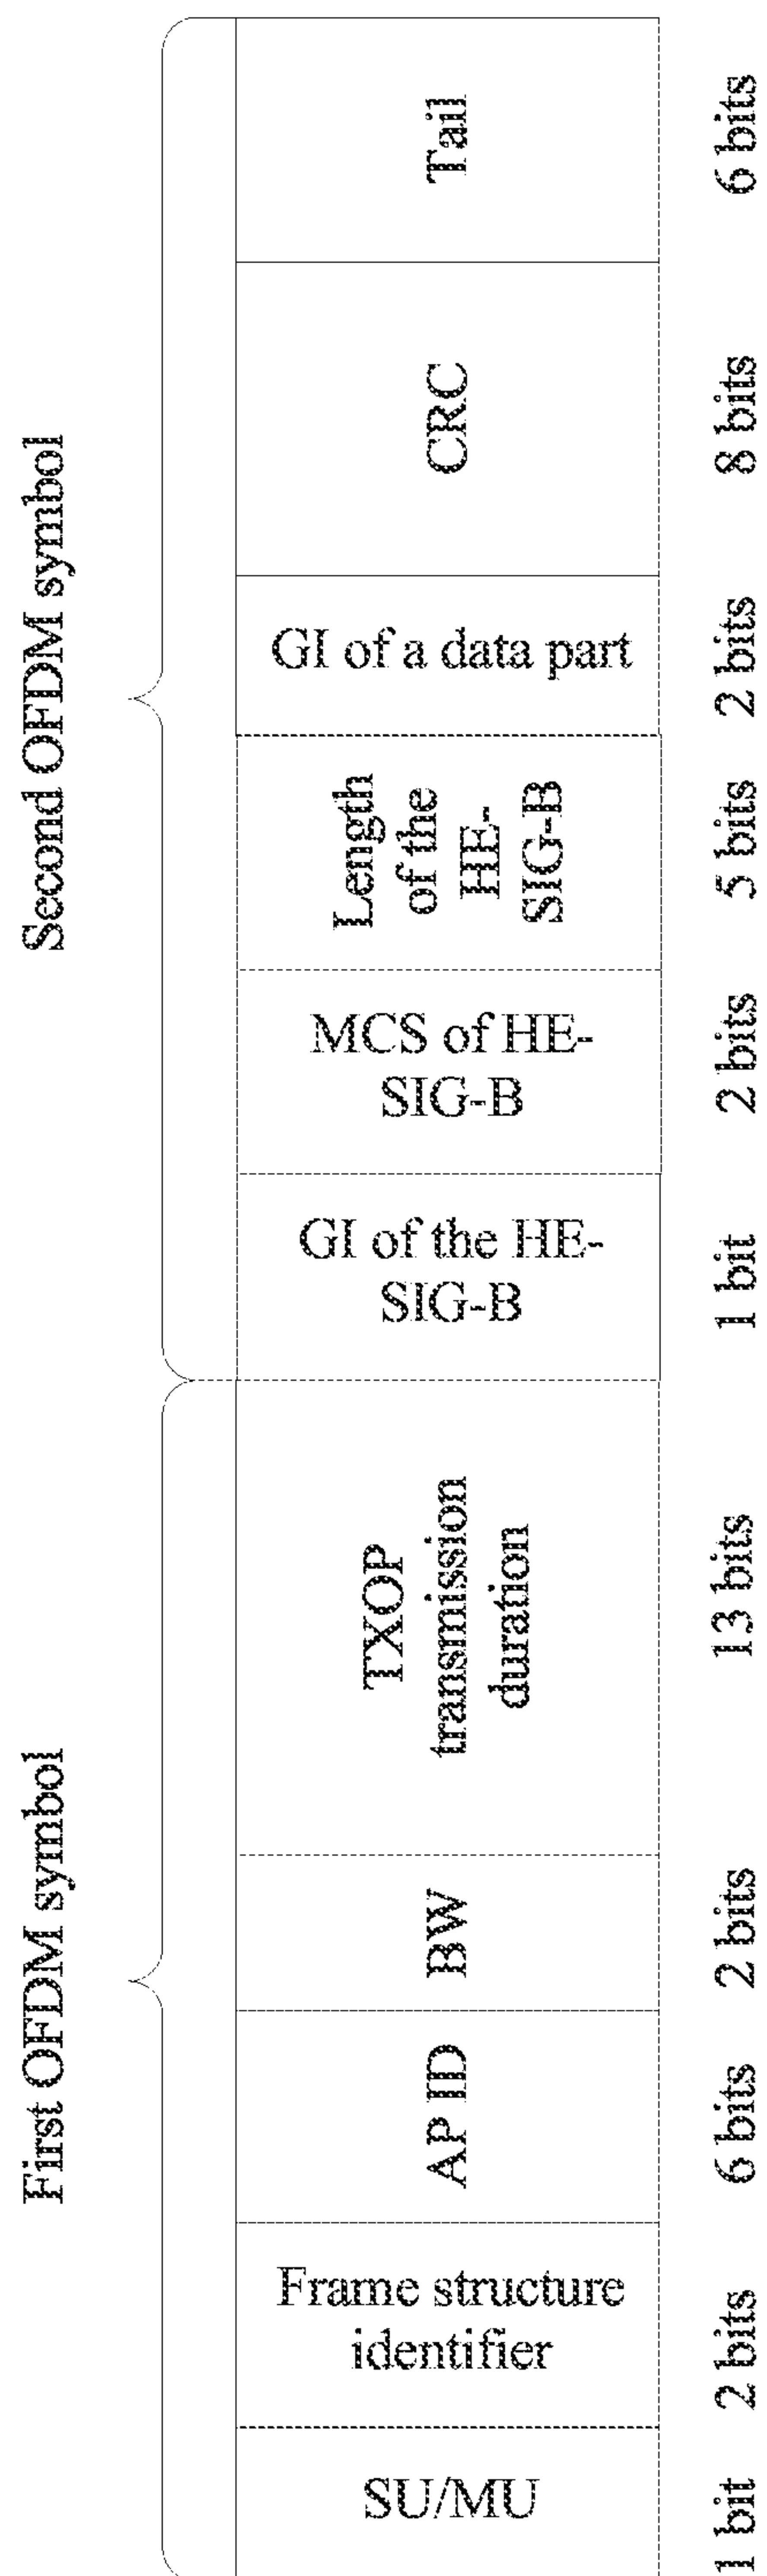 First OFDM symbol
Second OFDM symbol
SU/MU
Frame structure
identifier
AP ID
BW
TXOP
transmission
duration
GI of the HE-
SIG-B
MCS of HE-
SIG-B
Length
of the
HE-
SIG-B
GI of a data part
CRC
Tail
1 bit
2 bits
6 bits
2 bits
13 bits
1 bit
2 bits
5 bits
2 bits
8 bits
6 bits